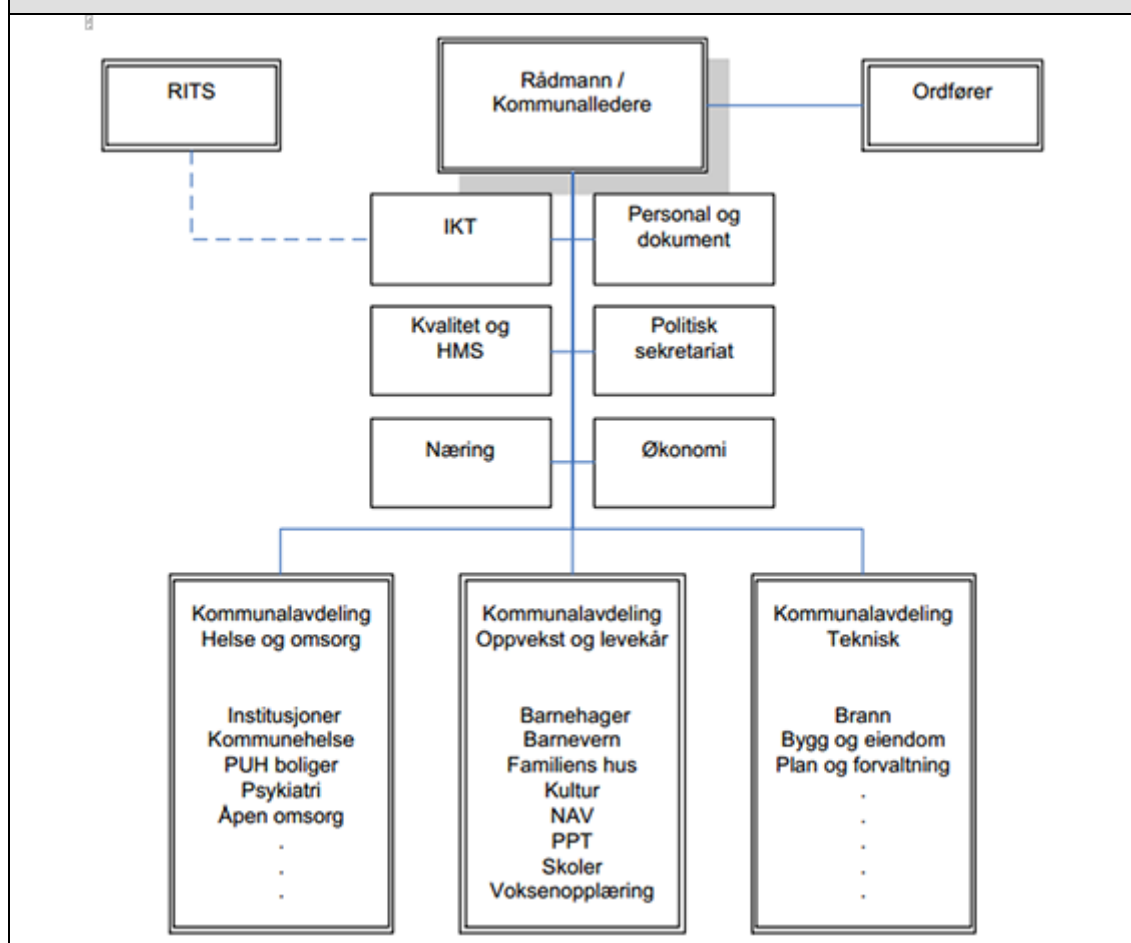 RITS
Rådmann /
Kommunalledere
Ordfører
IKT
Personal og
dokument
Kvalitet og
HMS
Politisk
sekretariat
Næring
Økonomi
Kommunalavdeling
Helse og omsorg
Institusjoner
Kommunehelse
PUH boliger
Psykiatri
Åpen omsorg
.
.
.
Kommunalavdeling
Oppvekst og levekår
Barnehager
Barnevern
Familiens hus
Kultur
NAV
PPT
Skoler
Voksenopplæring
Kommunalavdeling
Teknisk
Brann
Bygg og eiendom
Plan og forvaltning
.
.
.
.
.